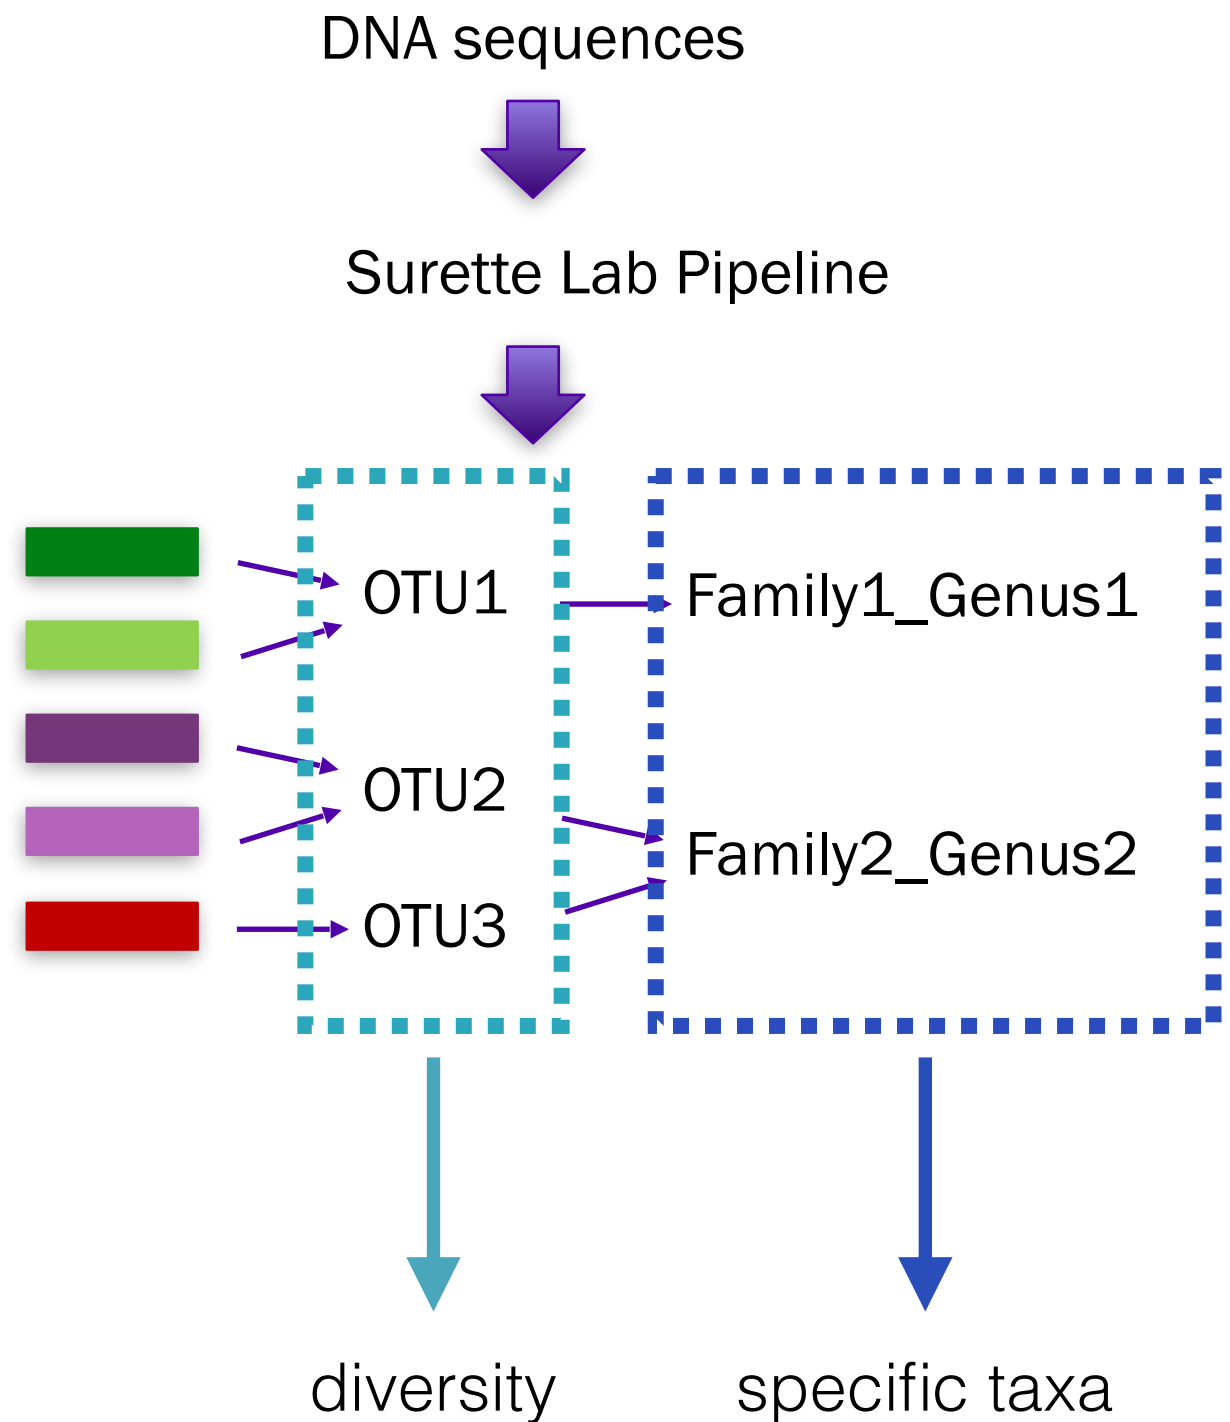 DNA sequences
Surette Lab Pipeline
OTU1
Family1_Genus1
OTU2
Family2_Genus2
OTU3
diversity
specific taxa